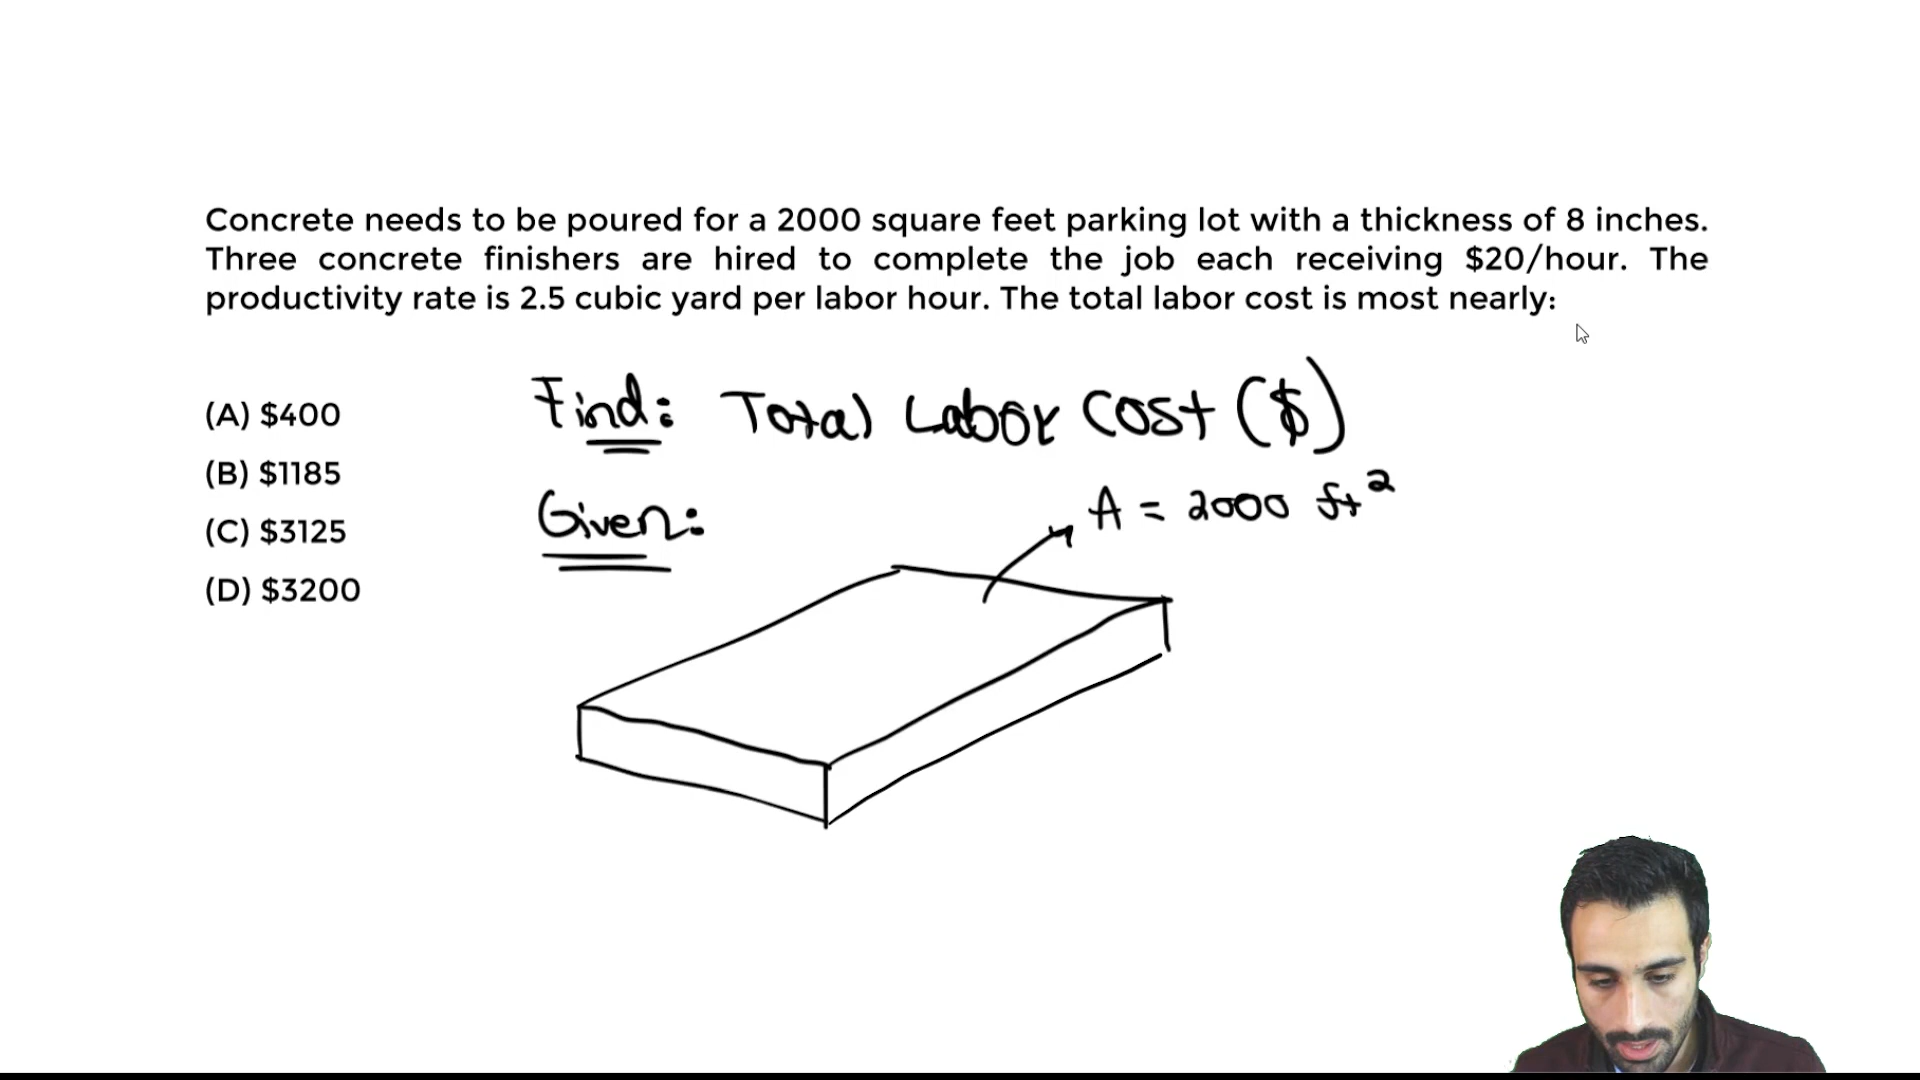 Concrete needs to be poured for a 2000 square feet parking lot with a thickness of 8 inches.
Three concrete finishers are hired to complete the job each receiving $20/hour. The
productivity rate is 2.5 cubic yard per labor hour. The total labor cost is most nearly:
(A) $400
(B) $1185
(C) $3125
(D) $3200
Find: Total Labor Cost ($)
Given:
A = 2000 ft²